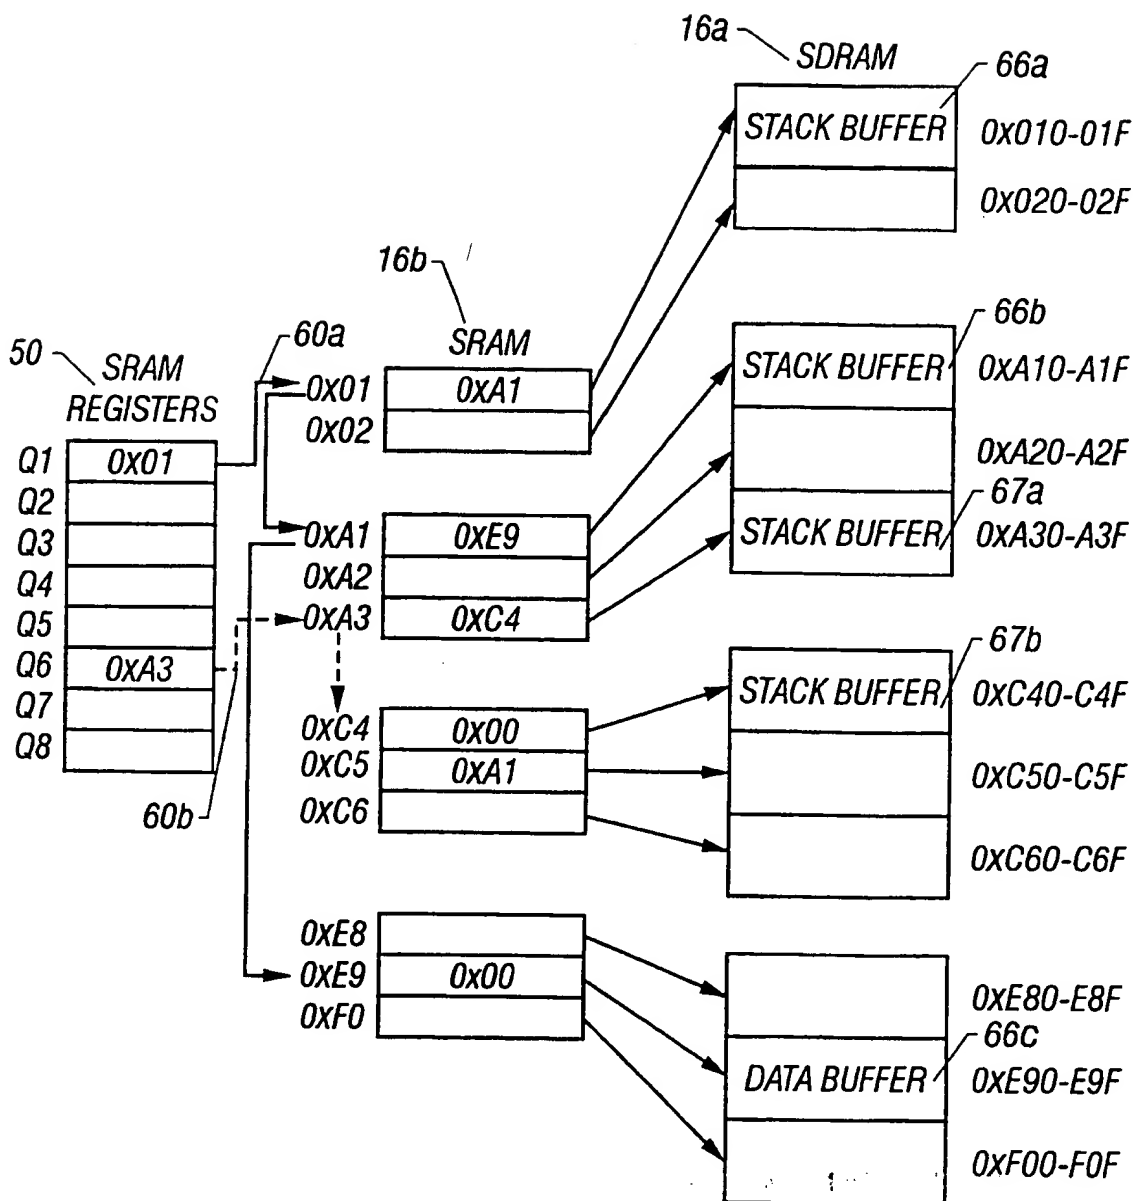 16a
SDRAM
66a
STACK BUFFER 0X010-01F
0X020-02F
16b
SRAM
60a
50
SRAM
REGISTERS
66b
STACK BUFFER 0XA10-A1F
0XA20-A2F
67a
STACK BUFFER 0XA30-A3F
0X01 0XA1
0X02
Q1 0X01
Q2
Q3
Q4
Q5
Q6 0XA3
Q7
Q8
0XA1 0XE9
0XA2
0XA3 0XC4
60b
67b
STACK BUFFER 0XC40-C4F
0XC50-C5F
0XC60-C6F
0XC4 0X00
0XC5 0XA1
0XC6
0XE8
0XE9 0X00
0XF0
0XE80-E8F
66c
DATA BUFFER 0XE90-E9F
0XF00-F0F